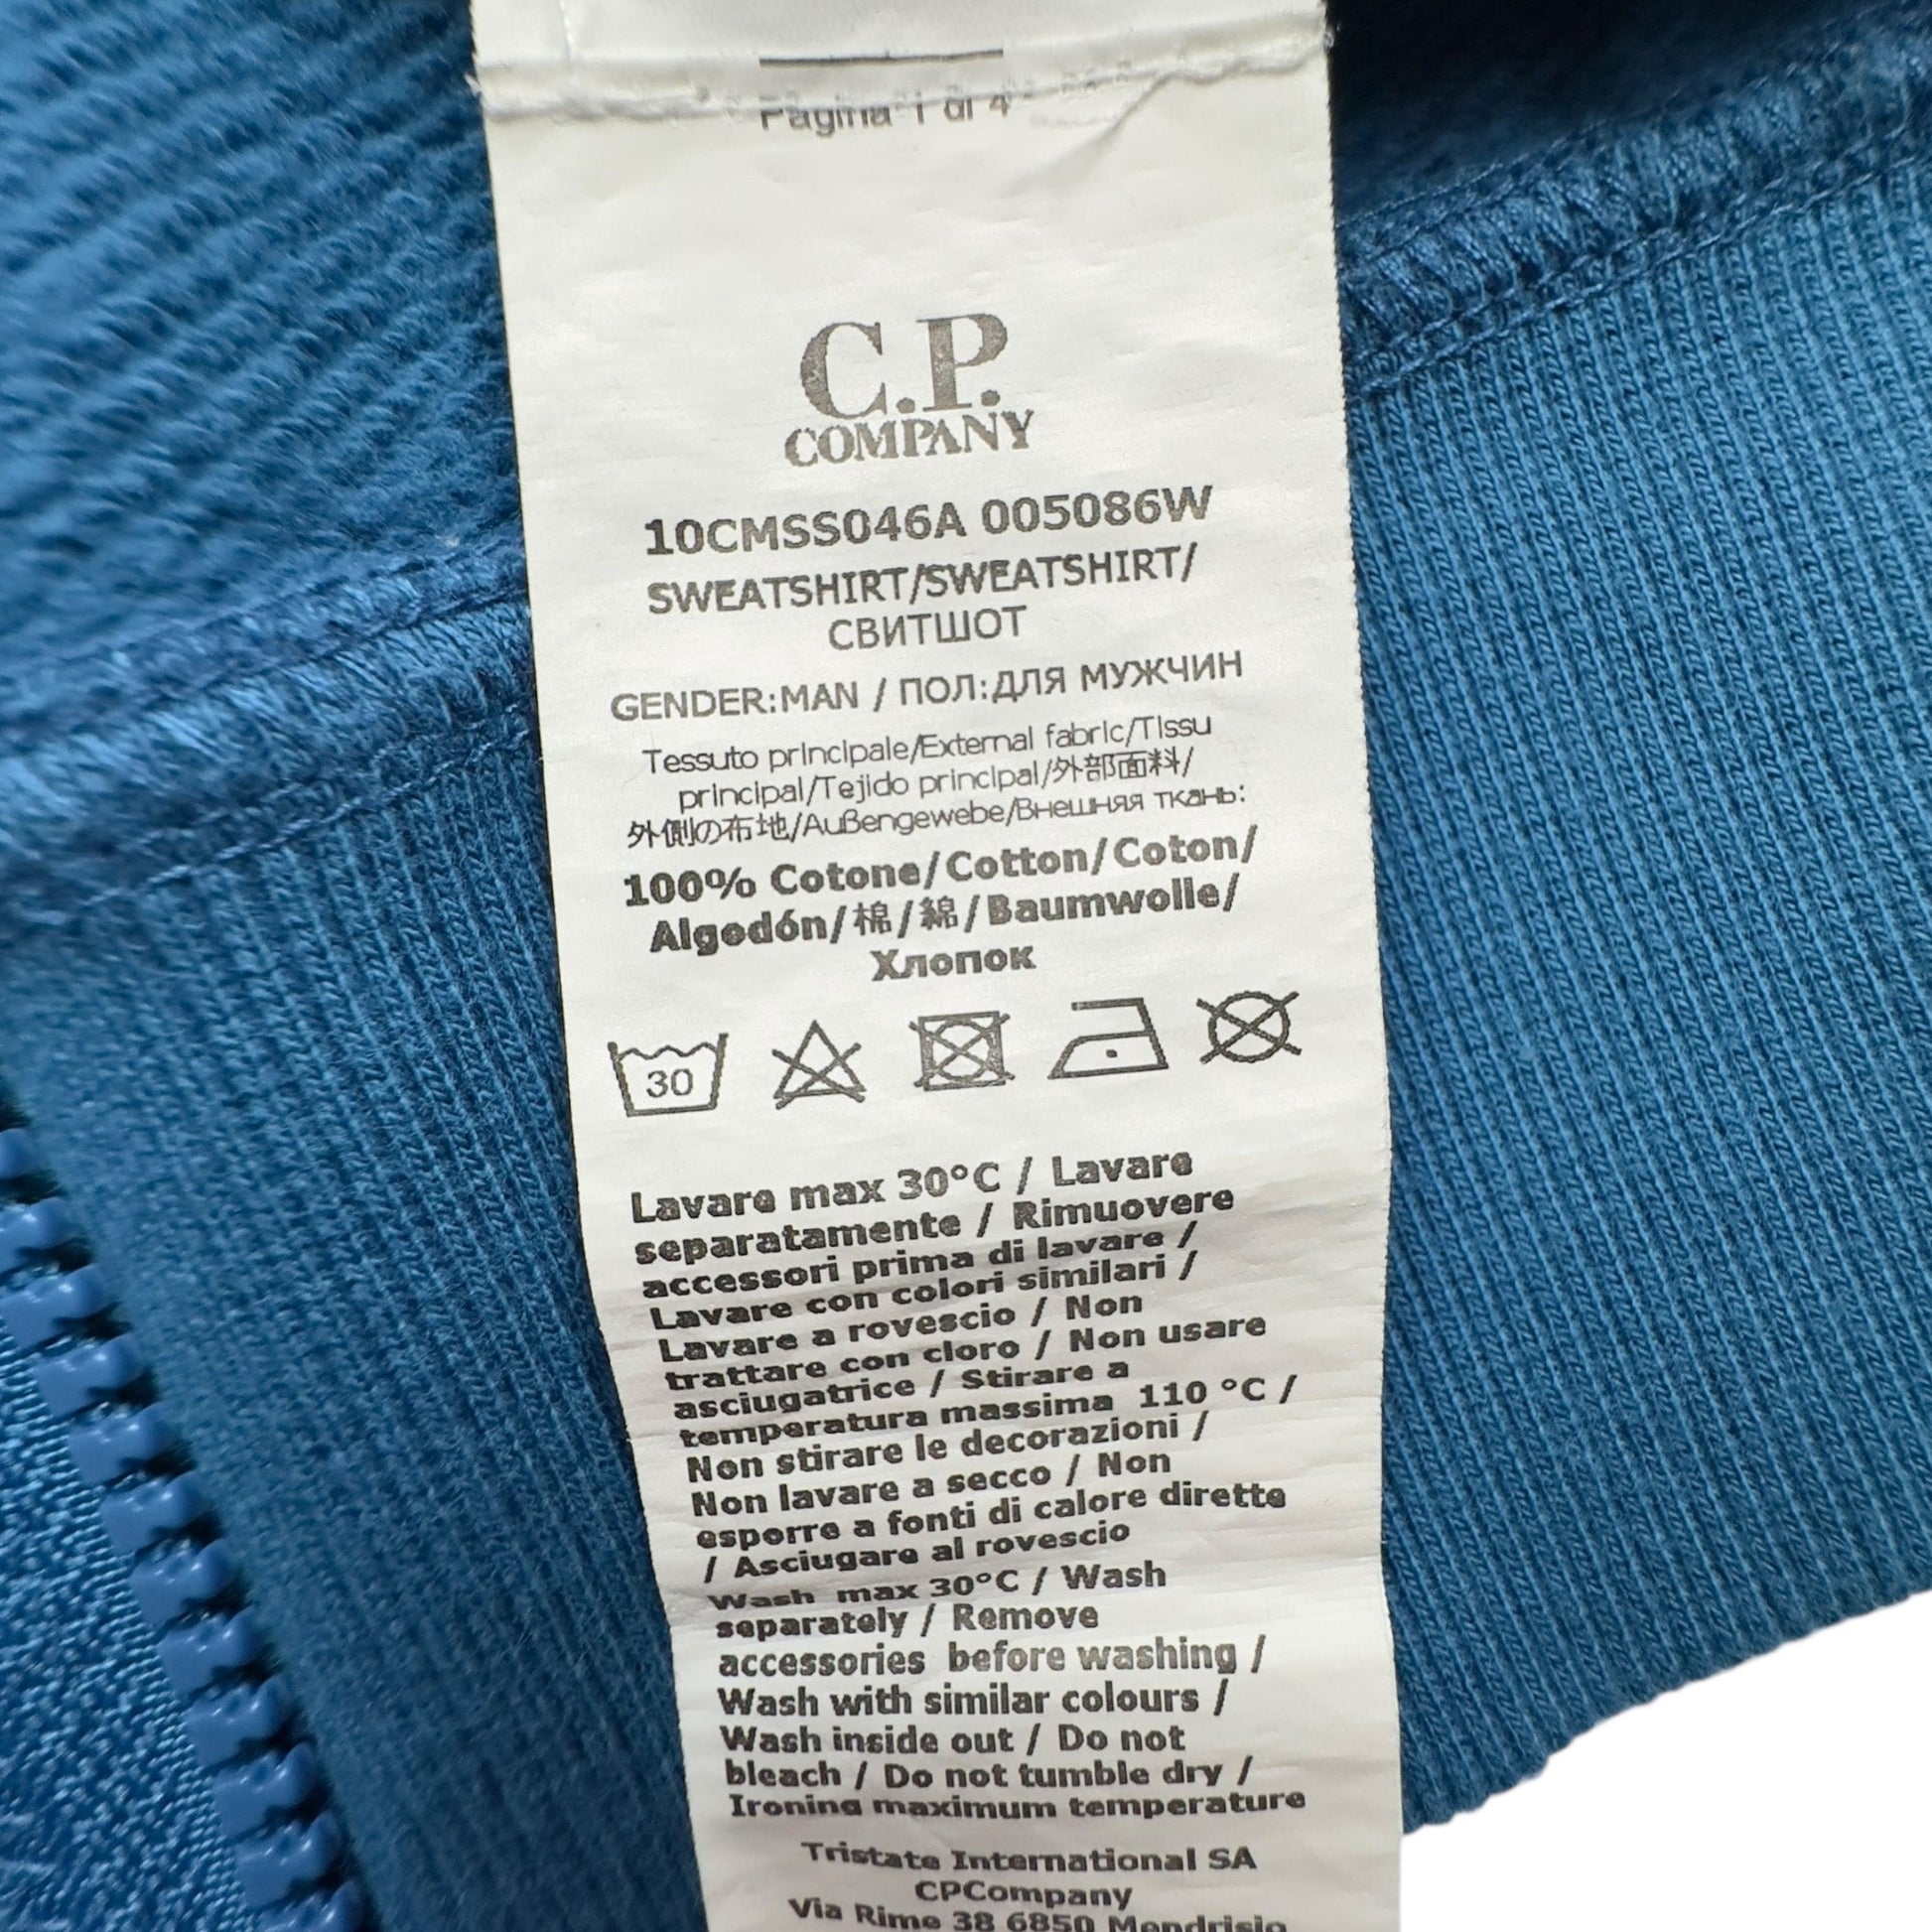 Pagina 1 di 4
C.P.
COMPANY
10CMSS046A 005086W
SWEATSHIRT/SWEATSHIRT/
СВИТШОТ
GENDER:MAN / ПОЛ:ДЛЯ МУЖЧИН
Tessuto principale/External fabric/Tissu
principal/Tejido principal/外部面料/
外側の布地/Außengewebe/Внешняя ткань:
100% Cotone/Cotton/Coton/
Algodón/棉/綿/Baumwolle/
Хлопок
30
Lavare max 30°C / Lavare
separatamente / Rimuovere
accessori prima di lavare /
Lavare con colori similari /
Lavare a rovescio / Non
trattare con cloro / Non usare
asciugatrice / Stirare a
temperatura massima 110 °C /
Non stirare le decorazioni /
Non lavare a secco / Non
esporre a fonti di calore dirette
/ Asciugare al rovescio
Wash max 30°C / Wash
separately / Remove
accessories before washing /
Wash with similar colours /
Wash inside out / Do not
bleach / Do not tumble dry /
Ironing maximum temperature
Tristate International SA
CPCompany
Via Rime 38 6850 Mendrisio